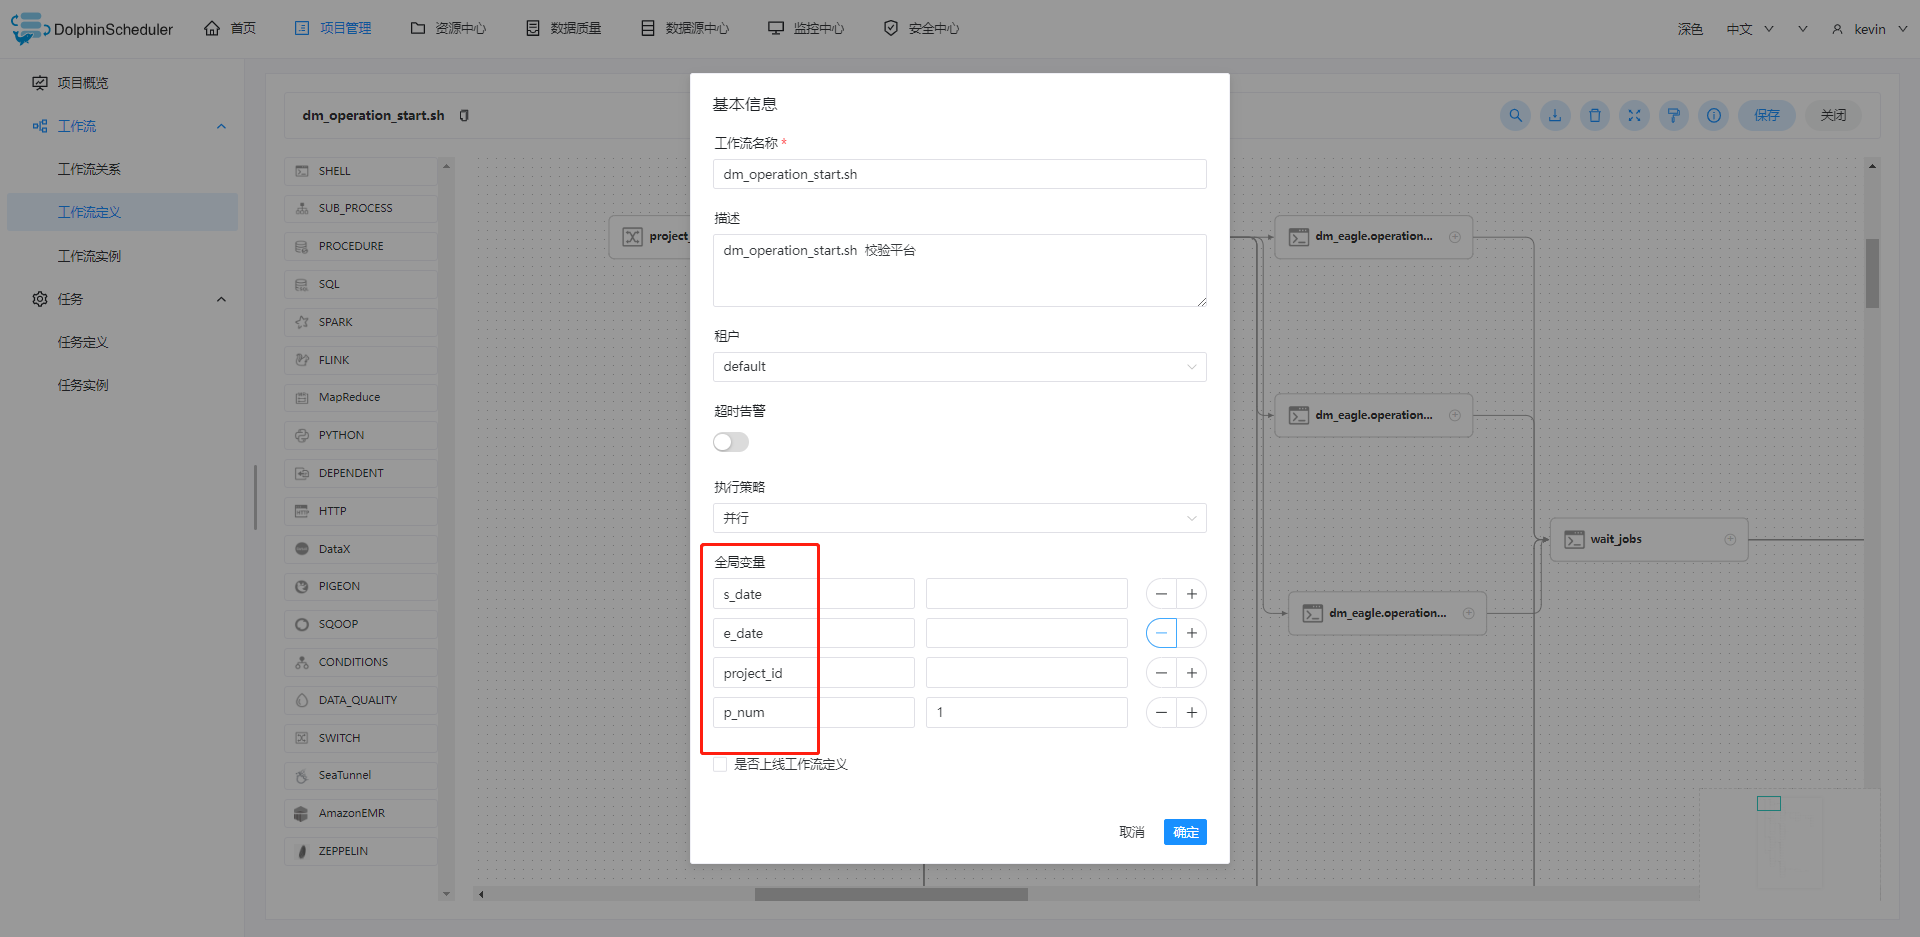 DolphinScheduler
首页
项目管理
资源中心
数据质量
数据源中心
监控中心
安全中心
深色
中文
kevin
项目概览
工作流
工作流关系
工作流定义
工作流实例
任务
任务定义
任务实例
dm_operation_start.sh
保存
关闭
SHELL
SUB_PROCESS
PROCEDURE
SQL
SPARK
FLINK
MapReduce
PYTHON
DEPENDENT
HTTP
DataX
PIGEON
SQOOP
CONDITIONS
DATA_QUALITY
SWITCH
SeaTunnel
AmazonEMR
ZEPPELIN
project_
基本信息
工作流名称 *
dm_operation_start.sh
描述
dm_operation_start.sh 校验平台
租户
default
超时告警
执行策略
并行
全局变量
s_date
e_date
project_id
p_num
1
是否上线工作流定义
取消
确定
dm_eagle.operation...
dm_eagle.operation...
dm_eagle.operation...
wait_jobs